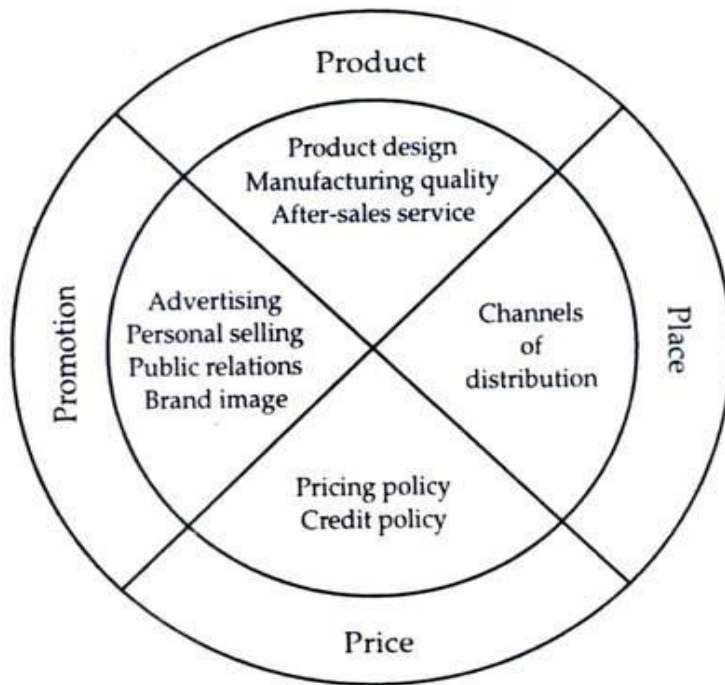 Product
Product design
Manufacturing quality
After-sales service
Promotion
Advertising
Personal selling
Public relations
Brand image
Channels
of
distribution
Place
Pricing policy
Credit policy
Price